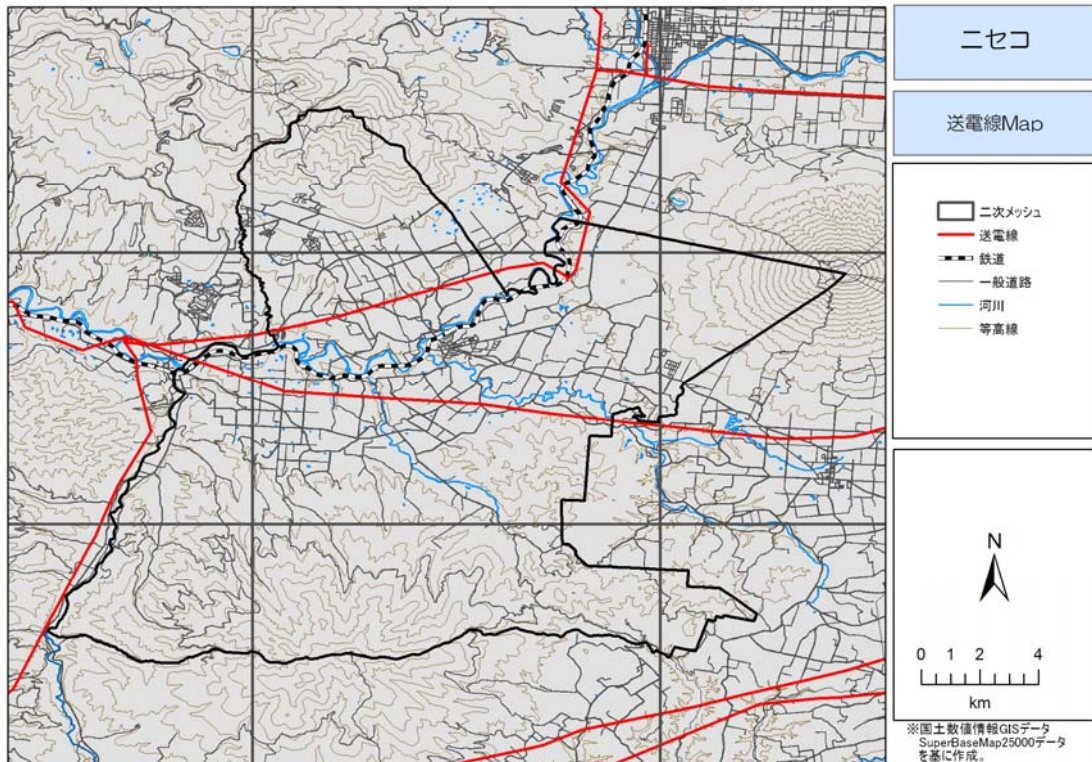 ニセコ
送電線Map
二次メッシュ
送電線
鉄道
一般道路
河川
等高線
N
0 1 2 4
km
※国土数値情報GISデータ
SuperBaseMap25000データ
を基に作成。